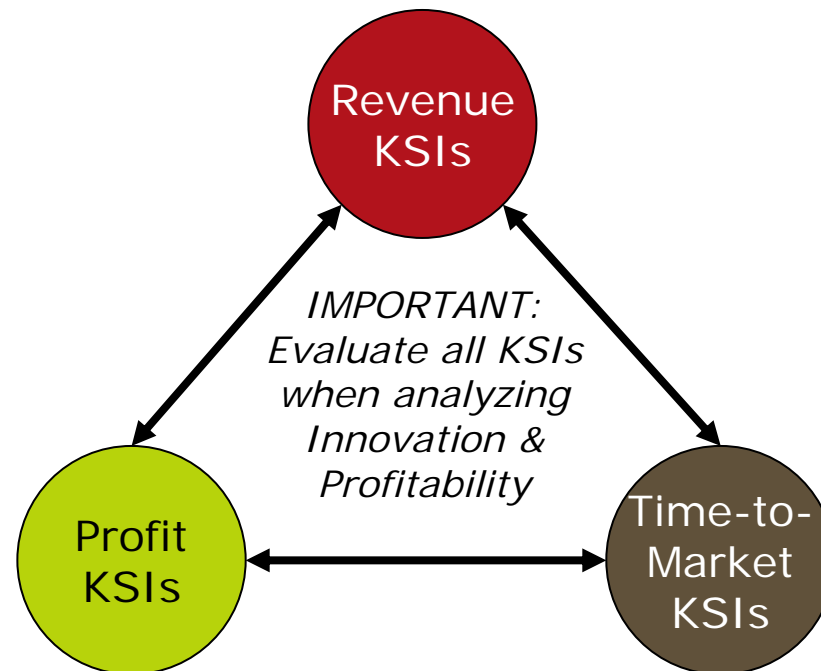 Revenue
KSIs
IMPORTANT:
Evaluate all KSIs
when analyzing
Innovation &
Profitability
Profit
KSIs
Time-to-
Market
KSIs